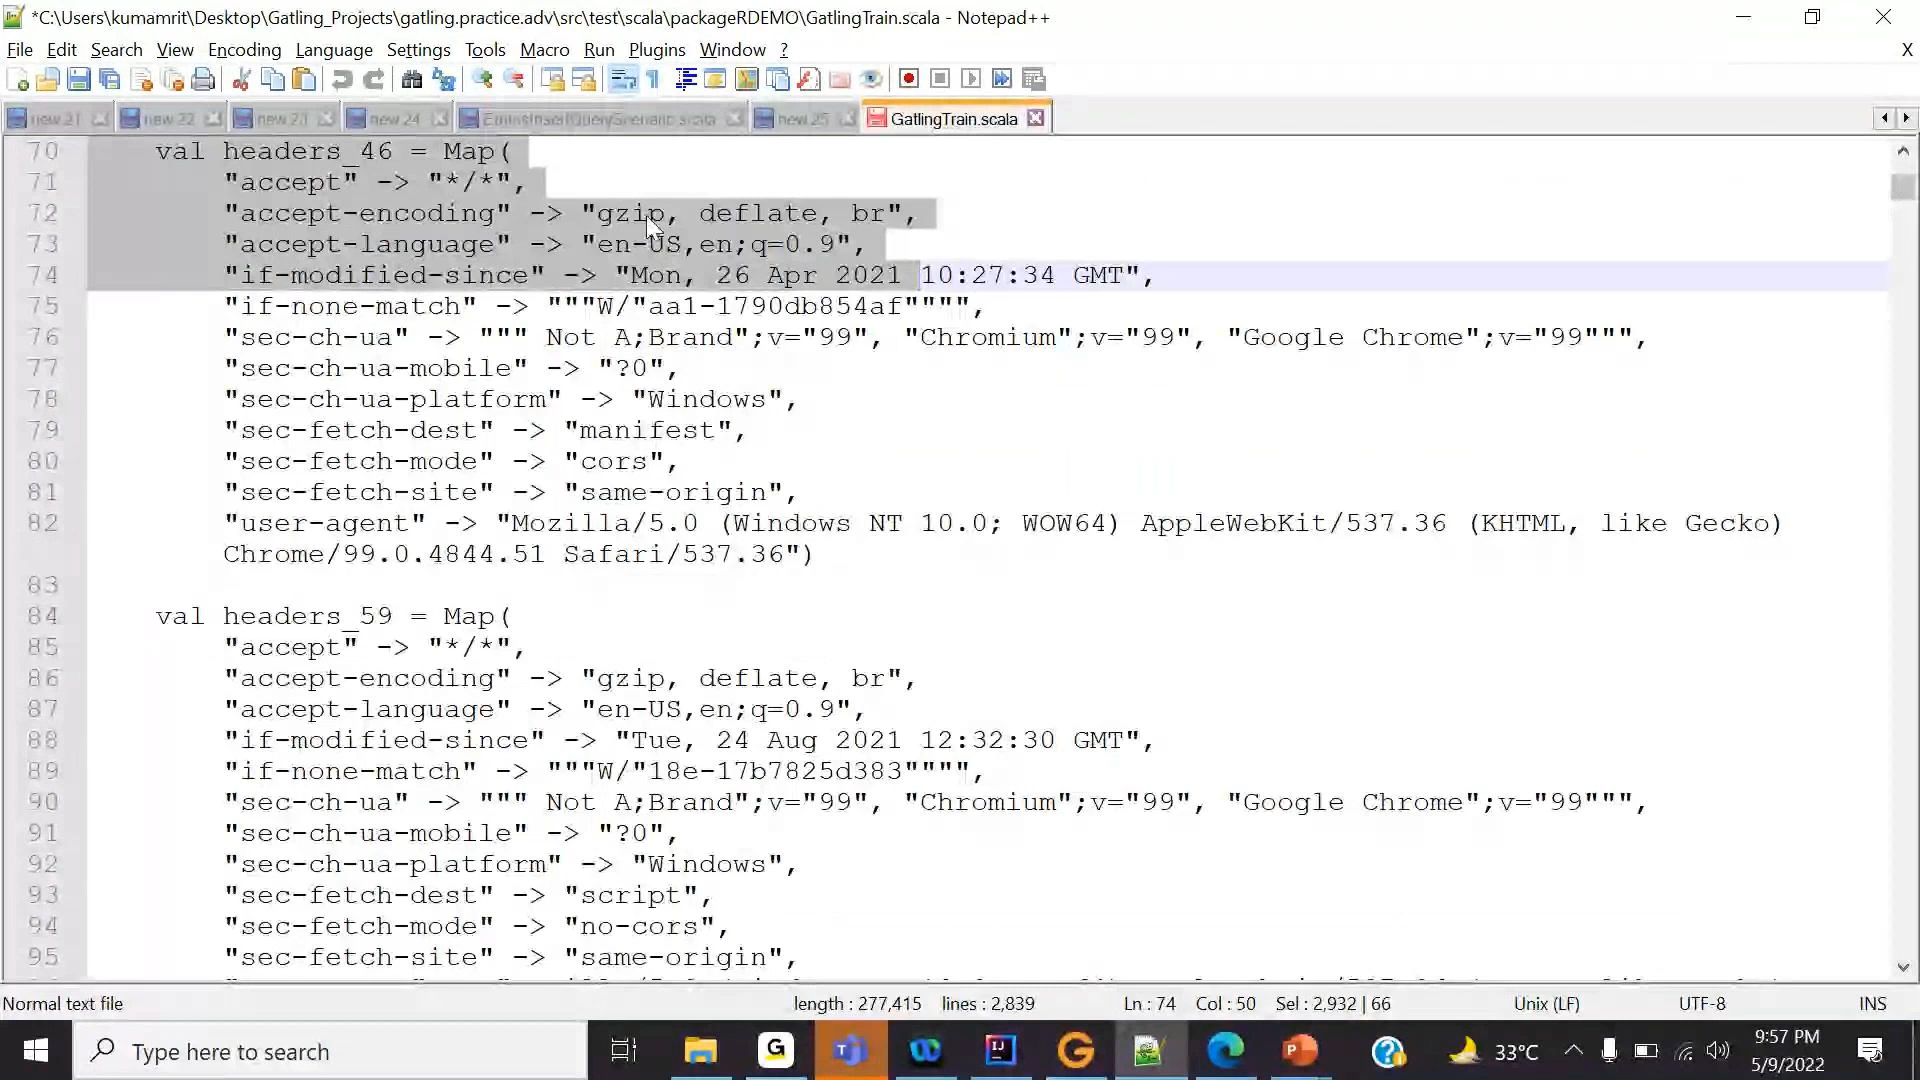 *C:\Users\kumamrit\Desktop\Gatling_Projects\gatling.practice.adv\src\test\scala\packageRDEMO\GatlingTrain.scala - Notepad++
File Edit Search View Encoding Language Settings Tools Macro Run Plugins Window ? X
new 21 new 22 new 23 new 24 EminsInsertQueryScenario.scala new 25 GatlingTrain.scala
70 val headers_46 = Map(
71 "accept" -> "*/*",
72 "accept-encoding" -> "gzip, deflate, br",
73 "accept-language" -> "en-US,en;q=0.9",
74 "if-modified-since" -> "Mon, 26 Apr 2021 10:27:34 GMT",
75 "if-none-match" -> """W/"aa1-1790db854af"""",
76 "sec-ch-ua" -> """ Not A;Brand";v="99", "Chromium";v="99", "Google Chrome";v="99""",
77 "sec-ch-ua-mobile" -> "?0",
78 "sec-ch-ua-platform" -> "Windows",
79 "sec-fetch-dest" -> "manifest",
80 "sec-fetch-mode" -> "cors",
81 "sec-fetch-site" -> "same-origin",
82 "user-agent" -> "Mozilla/5.0 (Windows NT 10.0; WOW64) AppleWebKit/537.36 (KHTML, like Gecko)
Chrome/99.0.4844.51 Safari/537.36")
83
84 val headers_59 = Map(
85 "accept" -> "*/*",
86 "accept-encoding" -> "gzip, deflate, br",
87 "accept-language" -> "en-US,en;q=0.9",
88 "if-modified-since" -> "Tue, 24 Aug 2021 12:32:30 GMT",
89 "if-none-match" -> """W/"18e-17b7825d383"""",
90 "sec-ch-ua" -> """ Not A;Brand";v="99", "Chromium";v="99", "Google Chrome";v="99""",
91 "sec-ch-ua-mobile" -> "?0",
92 "sec-ch-ua-platform" -> "Windows",
93 "sec-fetch-dest" -> "script",
94 "sec-fetch-mode" -> "no-cors",
95 "sec-fetch-site" -> "same-origin",
Normal text file length : 277,415 lines : 2,839 Ln : 74 Col : 50 Sel : 2,932 | 66 Unix (LF) UTF-8 INS
Type here to search 33°C 9:57 PM
5/9/2022